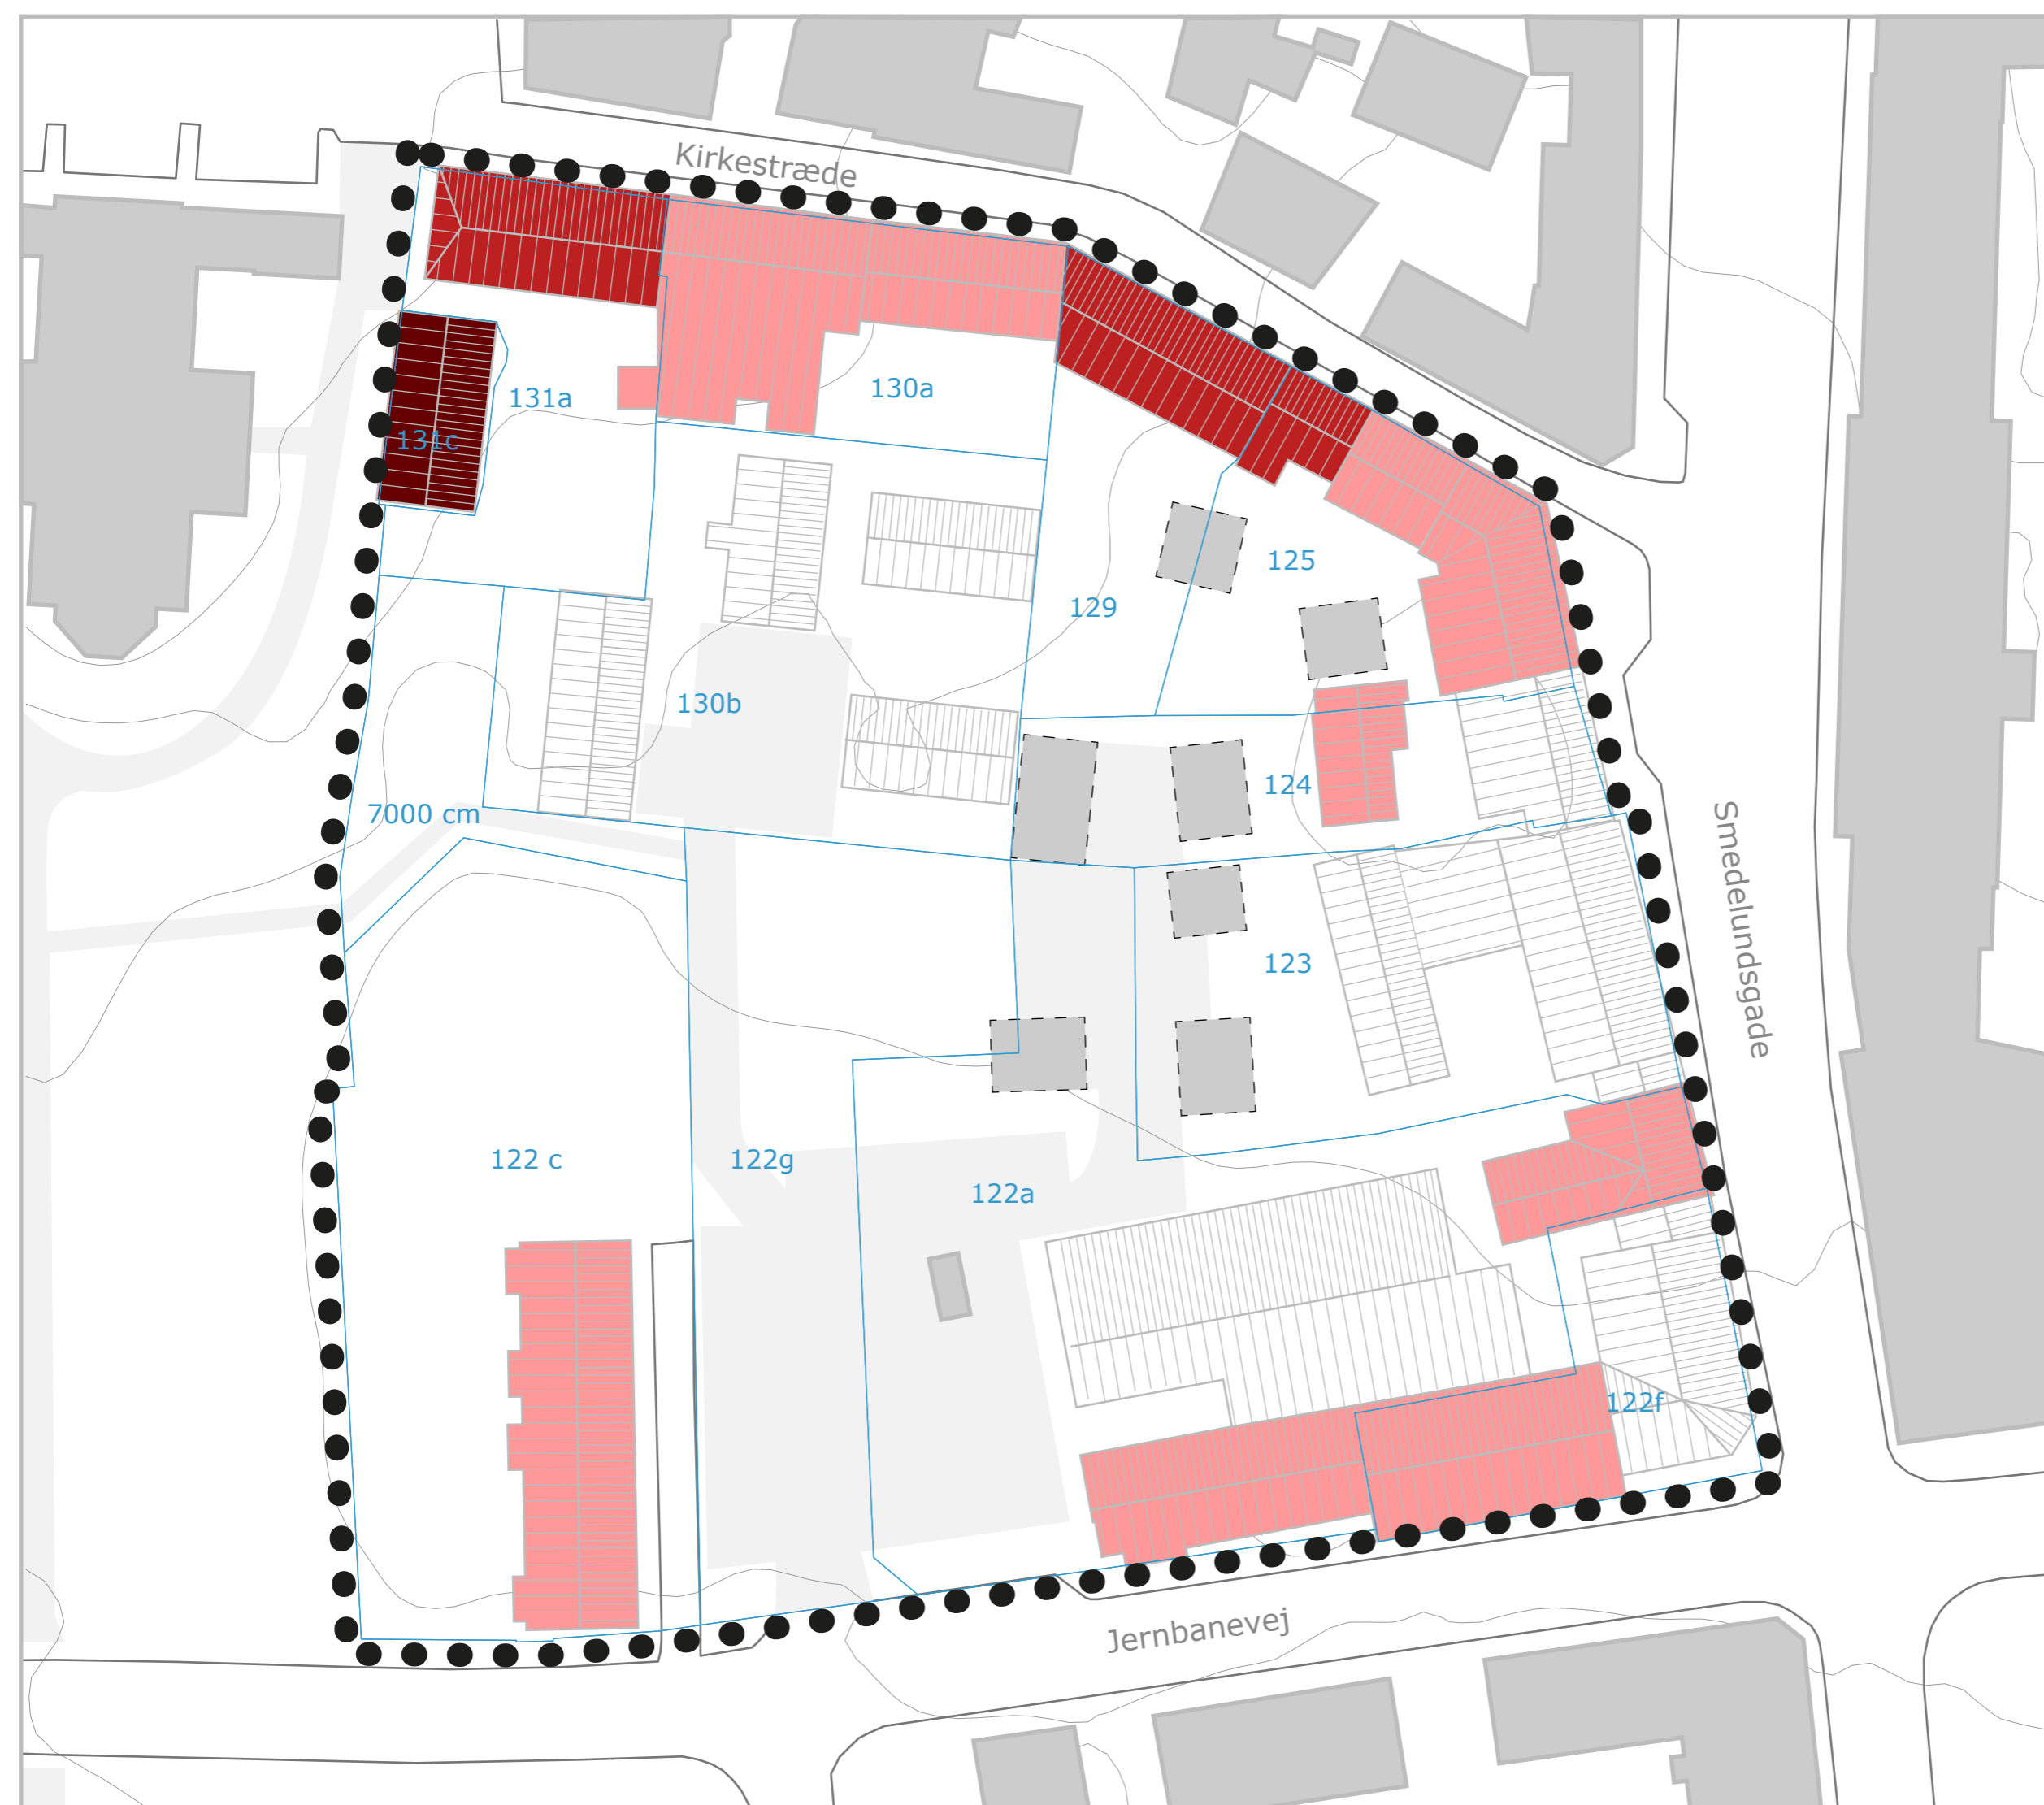 Kirkestræde
130a
131a
131c
125
129
130b
124
7000 cm
123
Smedelundsgade
122 c
122g
122a
122f
Jernbanevej